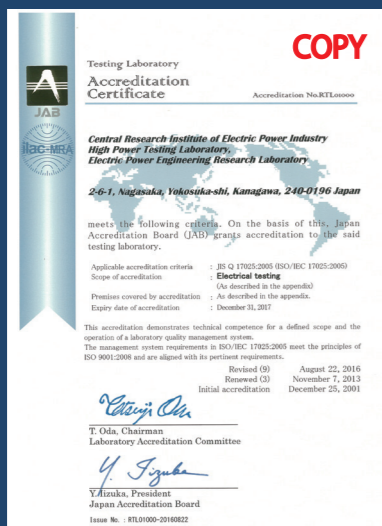 COPY
Testing Laboratory
Accreditation
Certificate
Accreditation No.RTL01000
JAB
ilac-MRA
Central Research Institute of Electric Power Industry
High Power Testing Laboratory,
Electric Power Engineering Research Laboratory
2-6-1, Nagasaka, Yokosuka-shi, Kanagawa, 240-0196 Japan
meets the following criteria. On the basis of this, Japan
Accreditation Board (JAB) grants accreditation to the said
testing laboratory.
Applicable accreditation criteria : JIS Q 17025:2005 (ISO/IEC 17025:2005)
Scope of accreditation : Electrical testing
(As described in the appendix)
Premises covered by accreditation : As described in the appendix.
Expiry date of accreditation : December 31, 2017
This accreditation demonstrates technical competence for a defined scope and the
operation of a laboratory quality management system.
The management system requirements in ISO/IEC 17025:2005 meet the principles of
ISO 9001:2008 and are aligned with its pertinent requirements.
Revised (9) August 22, 2016
Renewed (3) November 7, 2013
Initial accreditation December 25, 2001
T. Oda, Chairman
Laboratory Accreditation Committee
Y. Iizuka
Y.Iizuka, President
Japan Accreditation Board
Issue No. : RTL01000-20160822